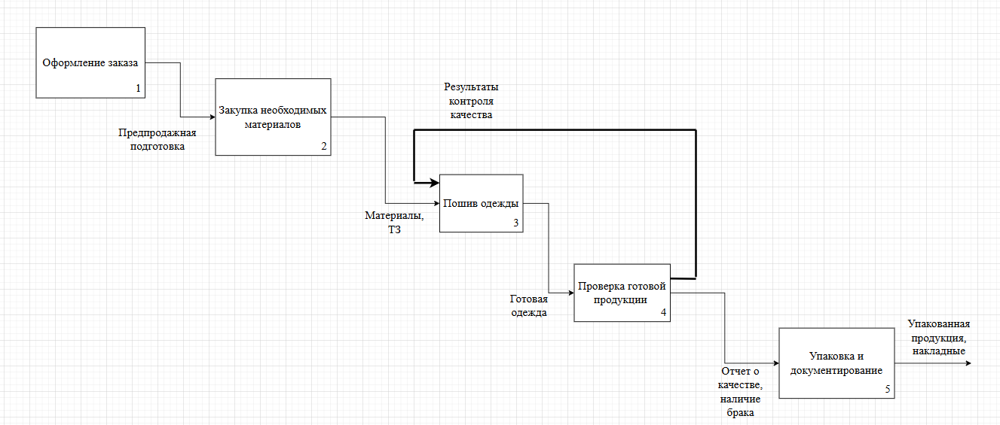 Оформление заказа
1
Предпродажная
подготовка
Закупка необходимых
материалов
2
Материалы,
ТЗ
Результаты
контроля
качества
Пошив одежды
3
Готовая
одежда
Проверка готовой
продукции
4
Отчет о
качестве,
наличие
брака
Упаковка и
документирование
5
Упакованная
продукция,
накладные